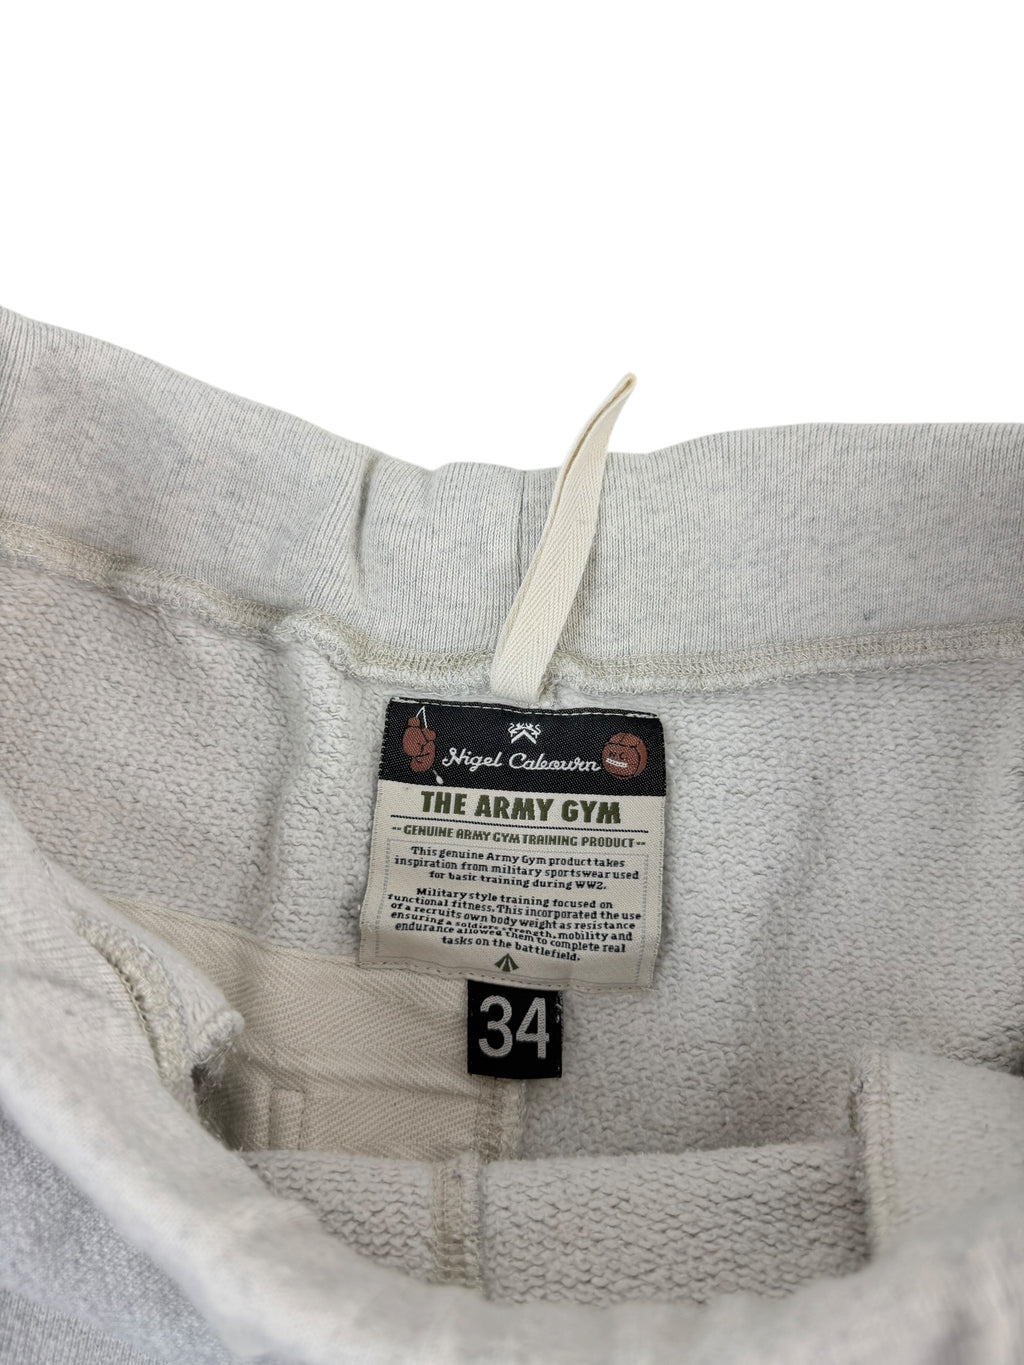 Nigel Cabourn
N.C.
THE ARMY GYM
-- GENUINE ARMY GYM TRAINING PRODUCT --
This genuine Army Gym product takes
inspiration from military sportswear used
for basic training during WW2.
Military style training focused on
functional fitness. This incorporated the use
of a recruits own body weight as resistance
ensuring a soldiers strength, mobility and
endurance allowed them to complete real
tasks on the battlefield.
34